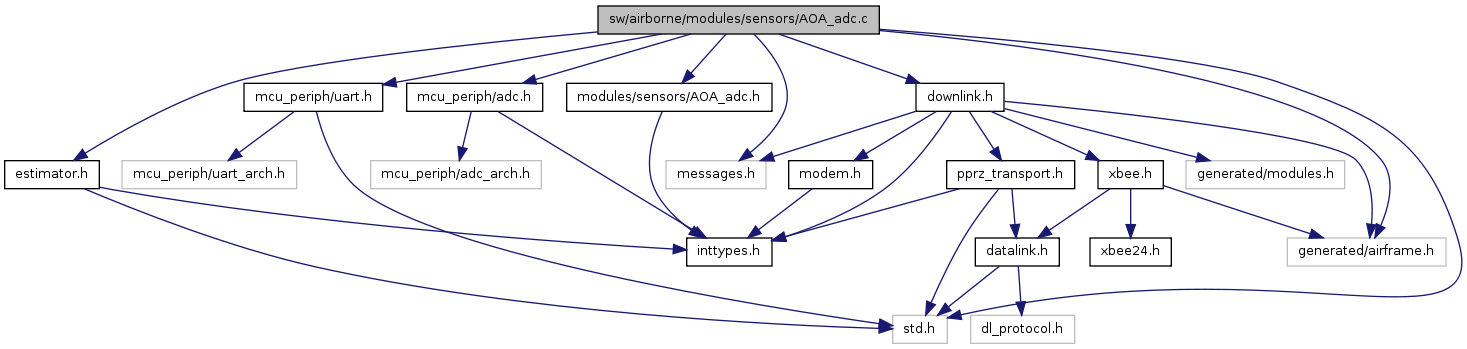 sw/airborne/modules/sensors/AOA_adc.c
mcu_periph/uart.h
mcu_periph/adc.h
modules/sensors/AOA_adc.h
downlink.h
estimator.h
mcu_periph/uart_arch.h
mcu_periph/adc_arch.h
messages.h
modem.h
pprz_transport.h
xbee.h
generated/modules.h
inttypes.h
datalink.h
xbee24.h
generated/airframe.h
std.h
dl_protocol.h